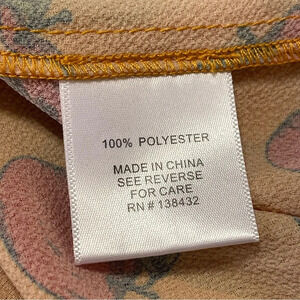 100% POLYESTER
MADE IN CHINA
SEE REVERSE
FOR CARE
RN # 138432